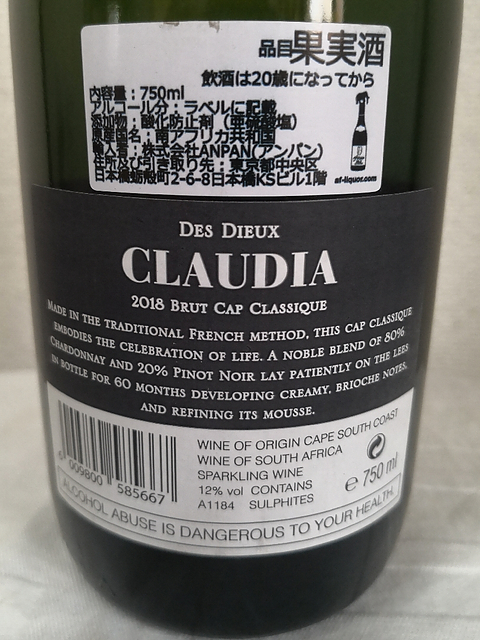 品目果実酒
飲酒は20歳になってから
内容量：750ml
アルコール分：ラベルに記載
添加物：酸化防止剤（亜硫酸塩）
原産国名：南アフリカ共和国
輸入者：株式会社ANPAN(アンパン)
住所及び引き取り先：東京都中央区
日本橋蛎殻町2-6-8日本橋KSビル1階
af-liquor.com
DES DIEUX
CLAUDIA
2018 BRUT CAP CLASSIQUE
MADE IN THE TRADITIONAL FRENCH METHOD, THIS CAP CLASSIQUE
EMBODIES THE CELEBRATION OF LIFE. A NOBLE BLEND OF 80%
CHARDONNAY AND 20% PINOT NOIR LAY PATIENTLY ON THE LEES
IN BOTTLE FOR 60 MONTHS DEVELOPING CREAMY, BRIOCHE NOTES,
AND REFINING ITS MOUSSE.
WINE OF ORIGIN CAPE SOUTH COAST
WINE OF SOUTH AFRICA
SPARKLING WINE
12% vol CONTAINS
A1184 SULPHITES
℮ 750 ml
6 009800 585667
ALCOHOL ABUSE IS DANGEROUS TO YOUR HEALTH.